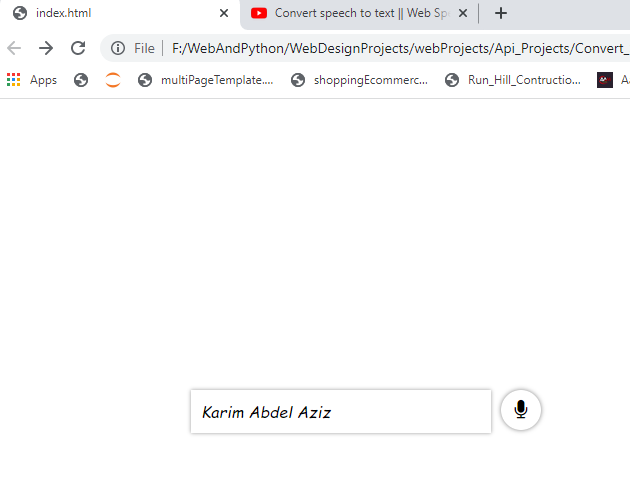 index.html
Convert speech to text || Web Spe
File
F:/WebAndPython/WebDesignProjects/webProjects/Api_Projects/Convert_
Apps
multiPageTemplate....
shoppingEcommerc...
Run_Hill_Contructio...
Karim Abdel Aziz